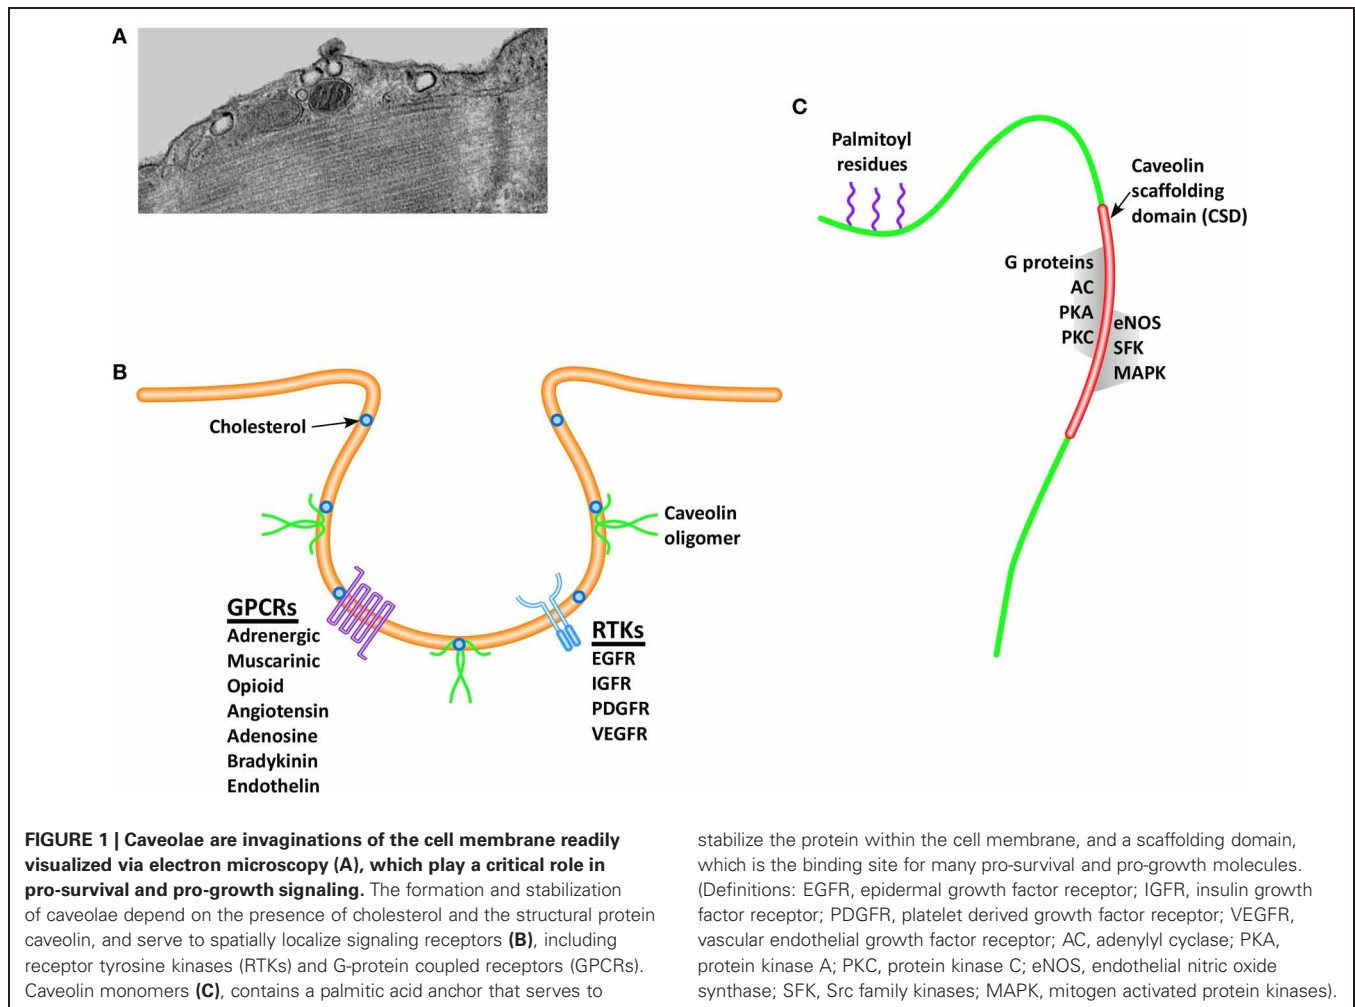 A
B
Cholesterol
Caveolin
oligomer
GPCRs
Adrenergic
Muscarinic
Opioid
Angiotensin
Adenosine
Bradykinin
Endothelin
RTKs
EGFR
IGFR
PDGFR
VEGFR
C
Palmitoyl
residues
Caveolin
scaffolding
domain (CSD)
G proteins
AC
PKA
PKC
eNOS
SFK
MAPK
FIGURE 1 | Caveolae are invaginations of the cell membrane readily
visualized via electron microscopy (A), which play a critical role in
pro-survival and pro-growth signaling. The formation and stabilization
of caveolae depend on the presence of cholesterol and the structural protein
caveolin, and serve to spatially localize signaling receptors (B), including
receptor tyrosine kinases (RTKs) and G-protein coupled receptors (GPCRs).
Caveolin monomers (C), contains a palmitic acid anchor that serves to
stabilize the protein within the cell membrane, and a scaffolding domain,
which is the binding site for many pro-survival and pro-growth molecules.
(Definitions: EGFR, epidermal growth factor receptor; IGFR, insulin growth
factor receptor; PDGFR, platelet derived growth factor receptor; VEGFR,
vascular endothelial growth factor receptor; AC, adenylyl cyclase; PKA,
protein kinase A; PKC, protein kinase C; eNOS, endothelial nitric oxide
synthase; SFK, Src family kinases; MAPK, mitogen activated protein kinases).